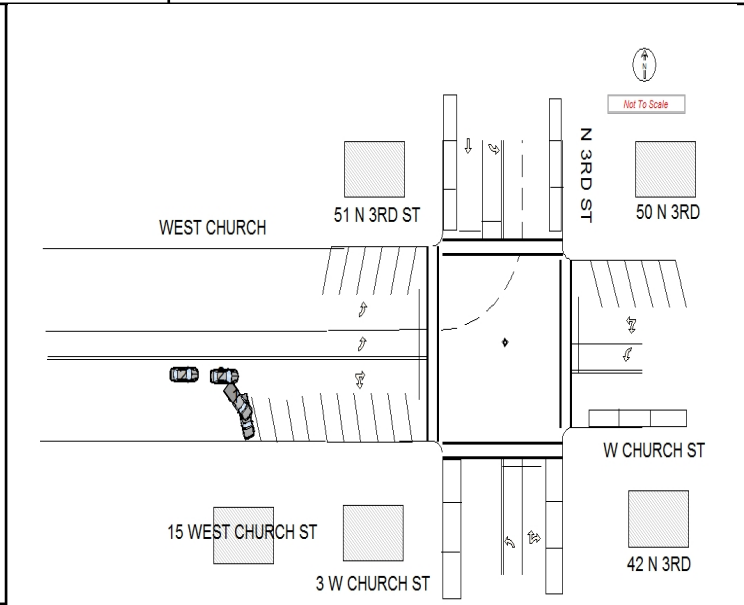 N
Not To Scale
N 3RD ST
51 N 3RD ST
50 N 3RD
WEST CHURCH
W CHURCH ST
15 WEST CHURCH ST
3 W CHURCH ST
42 N 3RD